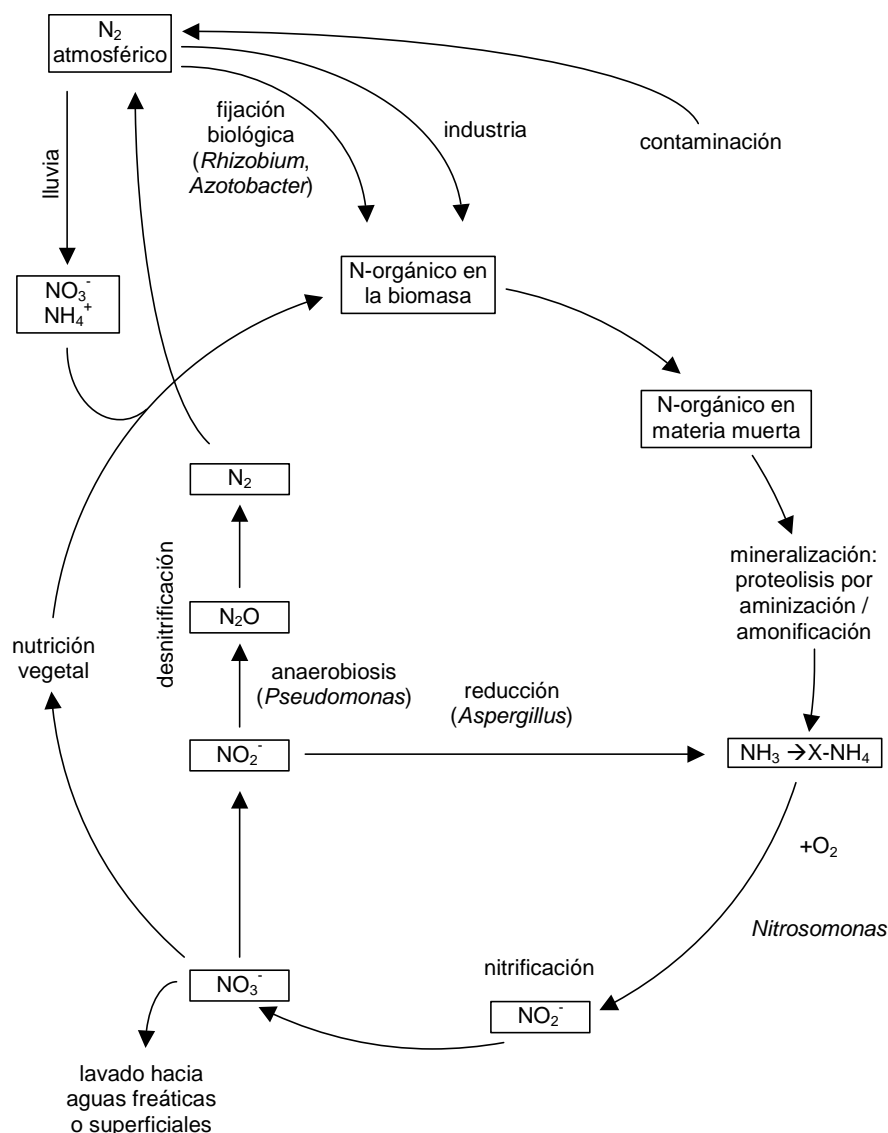 N₂
atmosférico
fijación
biológica
(Rhizobium,
Azotobacter)
industria
contaminación
lluvia
NO₃⁻
NH₄⁺
N-orgánico en
la biomasa
N-orgánico en
materia muerta
N₂
desnitrificación
mineralización:
proteolisis por
aminización /
amonificación
N₂O
nutrición
vegetal
anaerobiosis
(Pseudomonas)
reducción
(Aspergillus)
NO₂⁻
NH₃ →X-NH₄
+O₂
Nitrosomonas
nitrificación
NO₃⁻
NO₂⁻
lavado hacia
aguas freáticas
o superficiales